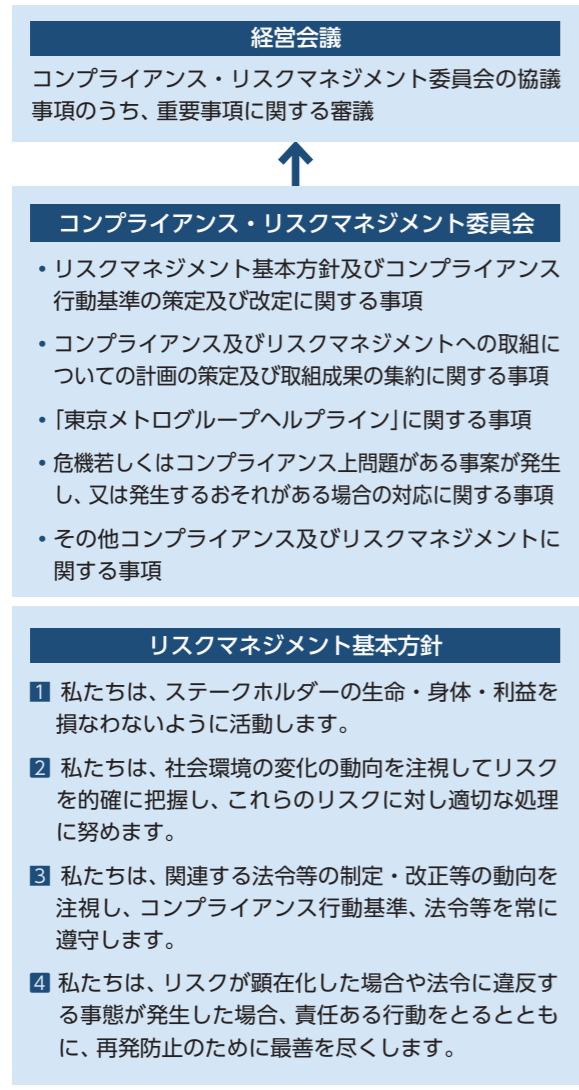 経営会議
コンプライアンス・リスクマネジメント委員会の協議
事項のうち、重要事項に関する審議
コンプライアンス・リスクマネジメント委員会
・リスクマネジメント基本方針及びコンプライアンス
行動基準の策定及び改定に関する事項
・コンプライアンス及びリスクマネジメントへの取組に
ついての計画の策定及び取組成果の集約に関する事項
・「東京メトログループヘルプライン」に関する事項
・危機若しくはコンプライアンス上問題がある事案が発生
し、又は発生するおそれがある場合の対応に関する事項
・その他コンプライアンス及びリスクマネジメントに
関する事項
リスクマネジメント基本方針
1 私たちは、ステークホルダーの生命・身体・利益を
損なわないように活動します。
2 私たちは、社会環境の変化の動向を注視してリスク
を的確に把握し、これらのリスクに対し適切な処理
に努めます。
3 私たちは、関連する法令等の制定・改正等の動向を
注視し、コンプライアンス行動基準、法令等を常に
遵守します。
4 私たちは、リスクが顕在化した場合や法令に違反す
る事態が発生した場合、責任ある行動をとるととも
に、再発防止のために最善を尽くします。